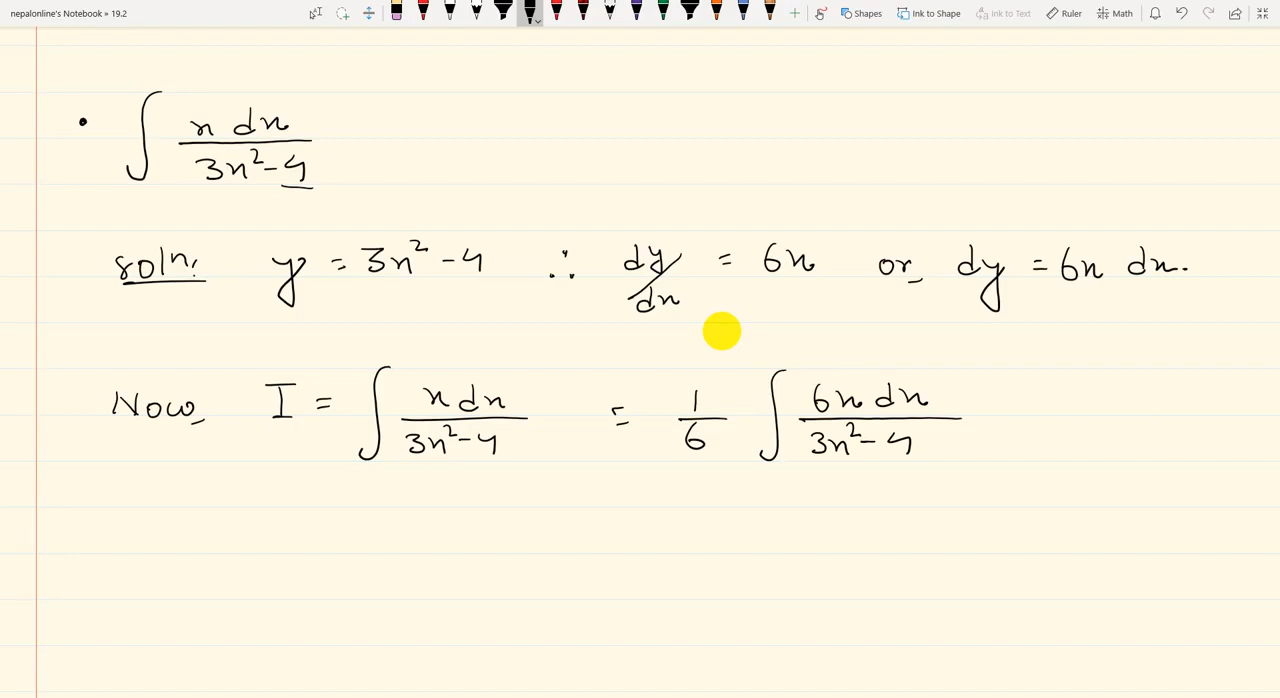 nepalonline's Notebook » 19.2 Shapes Ink to Shape Ink to Text Ruler Math
• ∫ x dx / (3x² - 4)
soln: y = 3x² - 4 ∴ dy/dx = 6x or, dy = 6x dx.
Now, I = ∫ x dx / (3x² - 4) = 1/6 ∫ 6x dx / (3x² - 4)